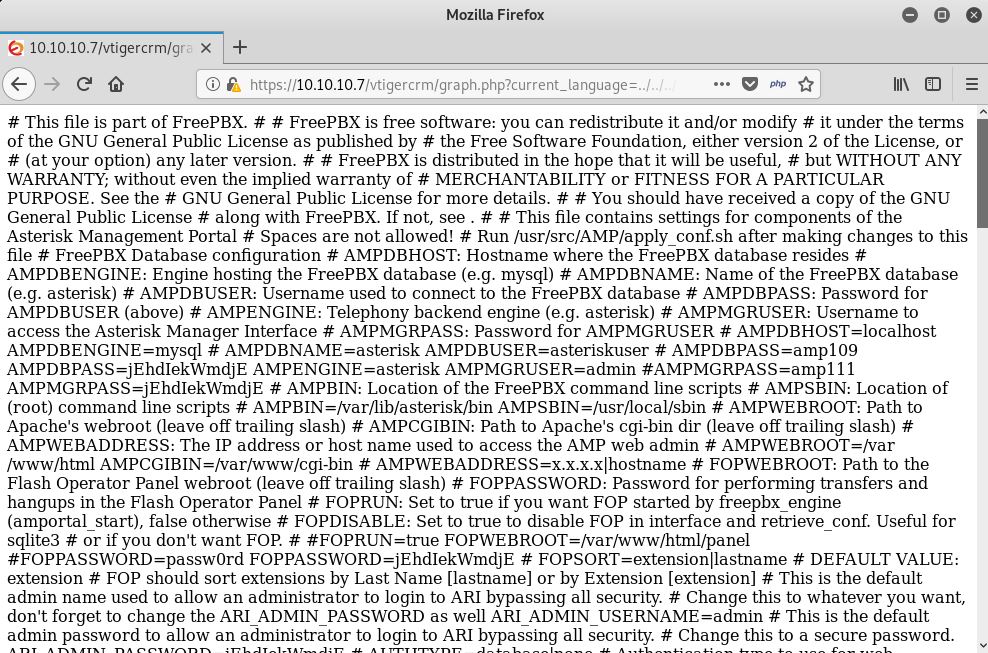 Mozilla Firefox
10.10.10.7/vtigercrm/gra
https://10.10.10.7/vtigercrm/graph.php?current_language=../../../
php
# This file is part of FreePBX. # # FreePBX is free software: you can redistribute it and/or modify # it under the terms
of the GNU General Public License as published by # the Free Software Foundation, either version 2 of the License, or
# (at your option) any later version. # # FreePBX is distributed in the hope that it will be useful, # but WITHOUT ANY
WARRANTY; without even the implied warranty of # MERCHANTABILITY or FITNESS FOR A PARTICULAR
PURPOSE. See the # GNU General Public License for more details. # # You should have received a copy of the GNU
General Public License # along with FreePBX. If not, see . # # This file contains settings for components of the
Asterisk Management Portal # Spaces are not allowed! # Run /usr/src/AMP/apply_conf.sh after making changes to this
file # FreePBX Database configuration # AMPDBHOST: Hostname where the FreePBX database resides #
AMPDBENGINE: Engine hosting the FreePBX database (e.g. mysql) # AMPDBNAME: Name of the FreePBX database
(e.g. asterisk) # AMPDBUSER: Username used to connect to the FreePBX database # AMPDBPASS: Password for
AMPDBUSER (above) # AMPENGINE: Telephony backend engine (e.g. asterisk) # AMPMGRUSER: Username to
access the Asterisk Manager Interface # AMPMGRPASS: Password for AMPMGRUSER # AMPDBHOST=localhost
AMPDBENGINE=mysql # AMPDBNAME=asterisk AMPDBUSER=asteriskuser # AMPDBPASS=amp109
AMPDBPASS=jEhdIekWmdjE AMPENGINE=asterisk AMPMGRUSER=admin #AMPMGRPASS=amp111
AMPMGRPASS=jEhdIekWmdjE # AMPBIN: Location of the FreePBX command line scripts # AMPSBIN: Location of
(root) command line scripts # AMPBIN=/var/lib/asterisk/bin AMPSBIN=/usr/local/sbin # AMPWEBROOT: Path to
Apache's webroot (leave off trailing slash) # AMPCGIBIN: Path to Apache's cgi-bin dir (leave off trailing slash) #
AMPWEBADDRESS: The IP address or host name used to access the AMP web admin # AMPWEBROOT=/var
/www/html AMPCGIBIN=/var/www/cgi-bin # AMPWEBADDRESS=x.x.x.x|hostname # FOPWEBROOT: Path to the
Flash Operator Panel webroot (leave off trailing slash) # FOPPASSWORD: Password for performing transfers and
hangups in the Flash Operator Panel # FOPRUN: Set to true if you want FOP started by freepbx_engine
(amportal_start), false otherwise # FOPDISABLE: Set to true to disable FOP in interface and retrieve_conf. Useful for
sqlite3 # or if you don't want FOP. # #FOPRUN=true FOPWEBROOT=/var/www/html/panel
#FOPPASSWORD=passw0rd FOPPASSWORD=jEhdIekWmdjE # FOPSORT=extension|lastname # DEFAULT VALUE:
extension # FOP should sort extensions by Last Name [lastname] or by Extension [extension] # This is the default
admin name used to allow an administrator to login to ARI bypassing all security. # Change this to whatever you want,
don't forget to change the ARI_ADMIN_PASSWORD as well ARI_ADMIN_USERNAME=admin # This is the default
admin password to allow an administrator to login to ARI bypassing all security. # Change this to a secure password.
ARI_ADMIN_PASSWORD=jEhdIekWmdjE # AUTHTYPE=database|none # Authentication type to use for web